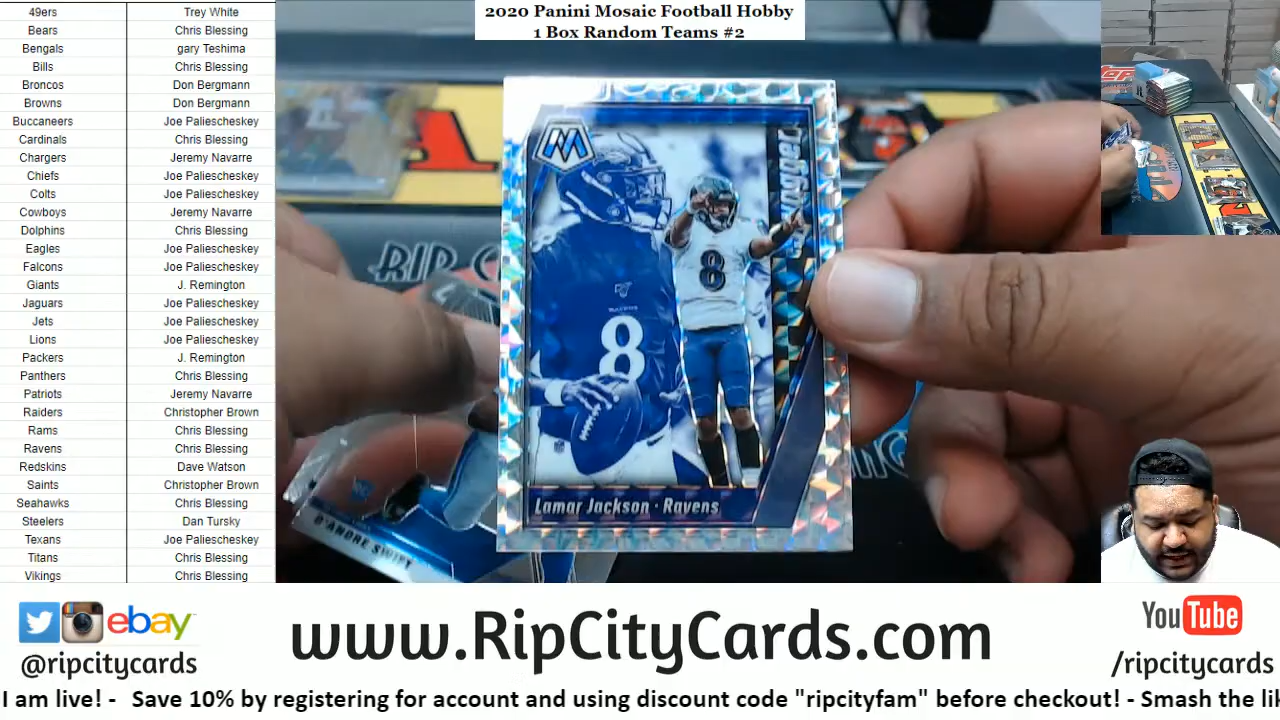 2020 Panini Mosaic Football Hobby
1 Box Random Teams #2
49ers Trey White
Bears Chris Blessing
Bengals gary Teshima
Bills Chris Blessing
Broncos Don Bergmann
Browns Don Bergmann
Buccaneers Joe Paliescheskey
Cardinals Chris Blessing
Chargers Jeremy Navarre
Chiefs Joe Paliescheskey
Colts Joe Paliescheskey
Cowboys Jeremy Navarre
Dolphins Chris Blessing
Eagles Joe Paliescheskey
Falcons Joe Paliescheskey
Giants J. Remington
Jaguars Joe Paliescheskey
Jets Joe Paliescheskey
Lions Joe Paliescheskey
Packers J. Remington
Panthers Chris Blessing
Patriots Jeremy Navarre
Raiders Christopher Brown
Rams Chris Blessing
Ravens Chris Blessing
Redskins Dave Watson
Saints Christopher Brown
Seahawks Chris Blessing
Steelers Dan Tursky
Texans Joe Paliescheskey
Titans Chris Blessing
Vikings Chris Blessing
M
Swagger
8
8
Lamar Jackson · Ravens
D'ANDRE SWIFT
RIP C
ebay
@ripcitycards
www.RipCityCards.com
YouTube
/ripcitycards
I am live! - Save 10% by registering for account and using discount code "ripcityfam" before checkout! - Smash the li